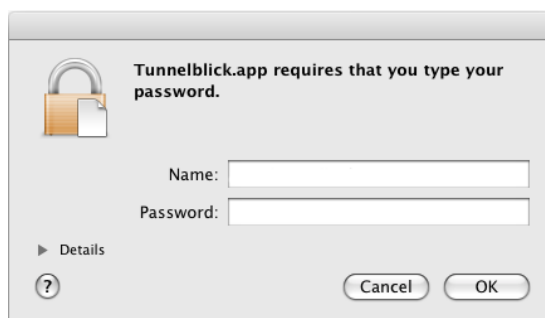 Tunnelblick.app requires that you type your
password.
Name:
Password:
Details
?
Cancel OK